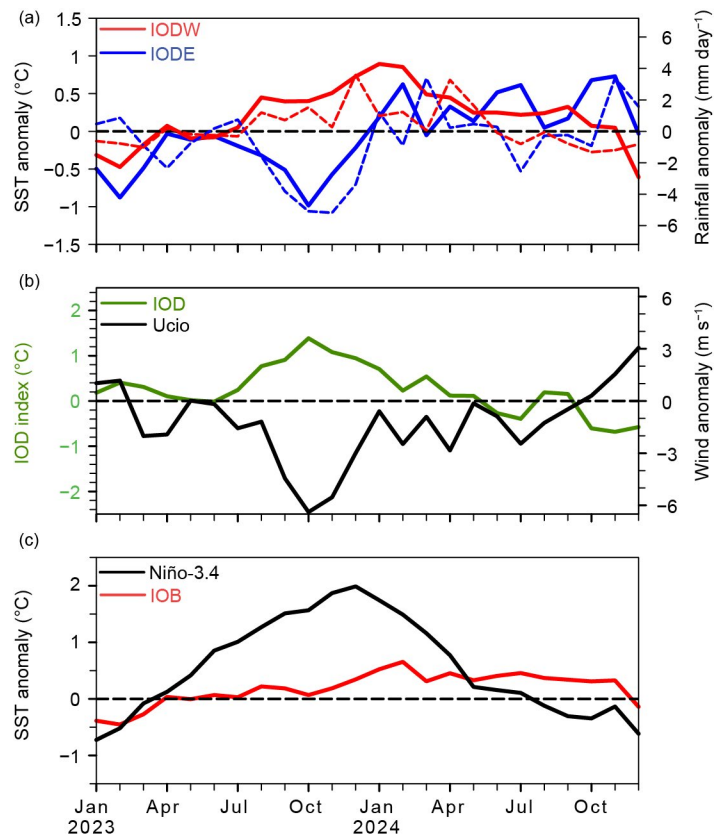 (a)
1.5
1
0.5
0
−0.5
−1
−1.5
SST anomaly (°C)
IODW
IODE
6
4
2
0
−2
−4
−6
Rainfall anomaly (mm day⁻¹)
(b)
2
1
0
−1
−2
IOD index (°C)
IOD
Ucio
6
3
0
−3
−6
Wind anomaly (m s⁻¹)
(c)
2
1
0
−1
SST anomaly (°C)
Niño-3.4
IOB
Jan Apr Jul Oct Jan Apr Jul Oct
2023 2024